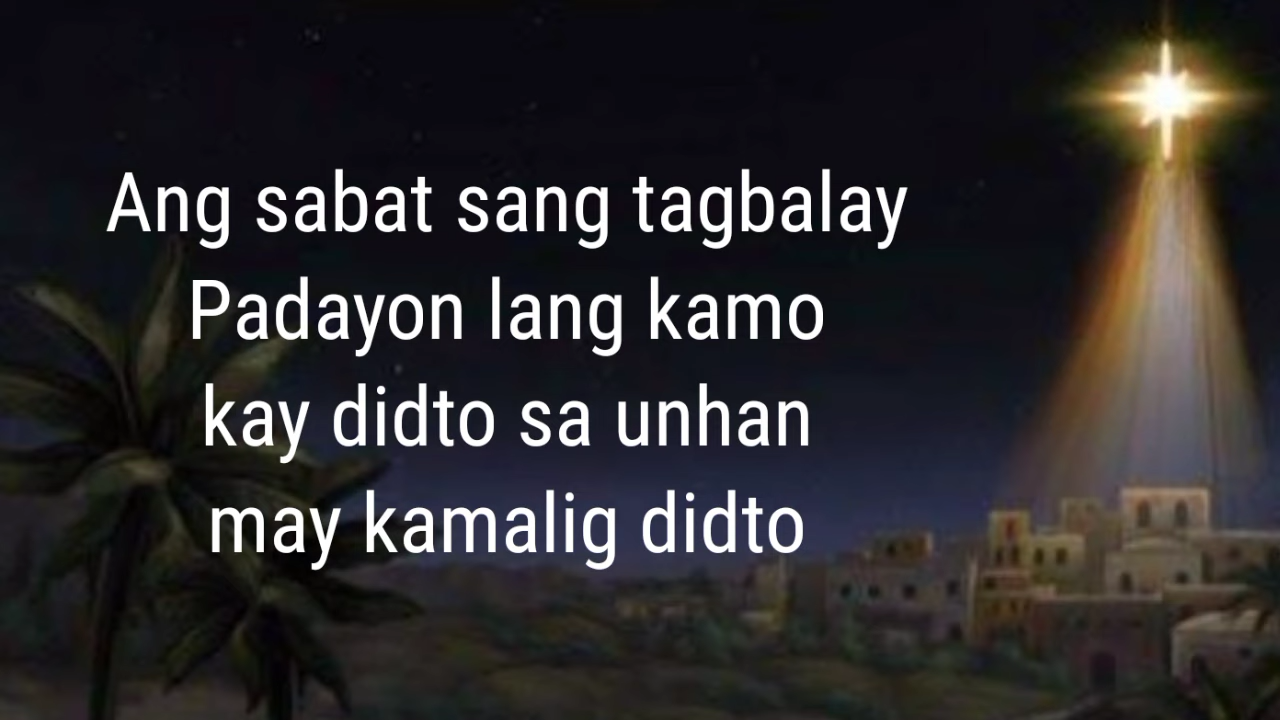 Ang sabat sang tagbalay
Padayon lang kamo
kay didto sa unhan
may kamalig didto